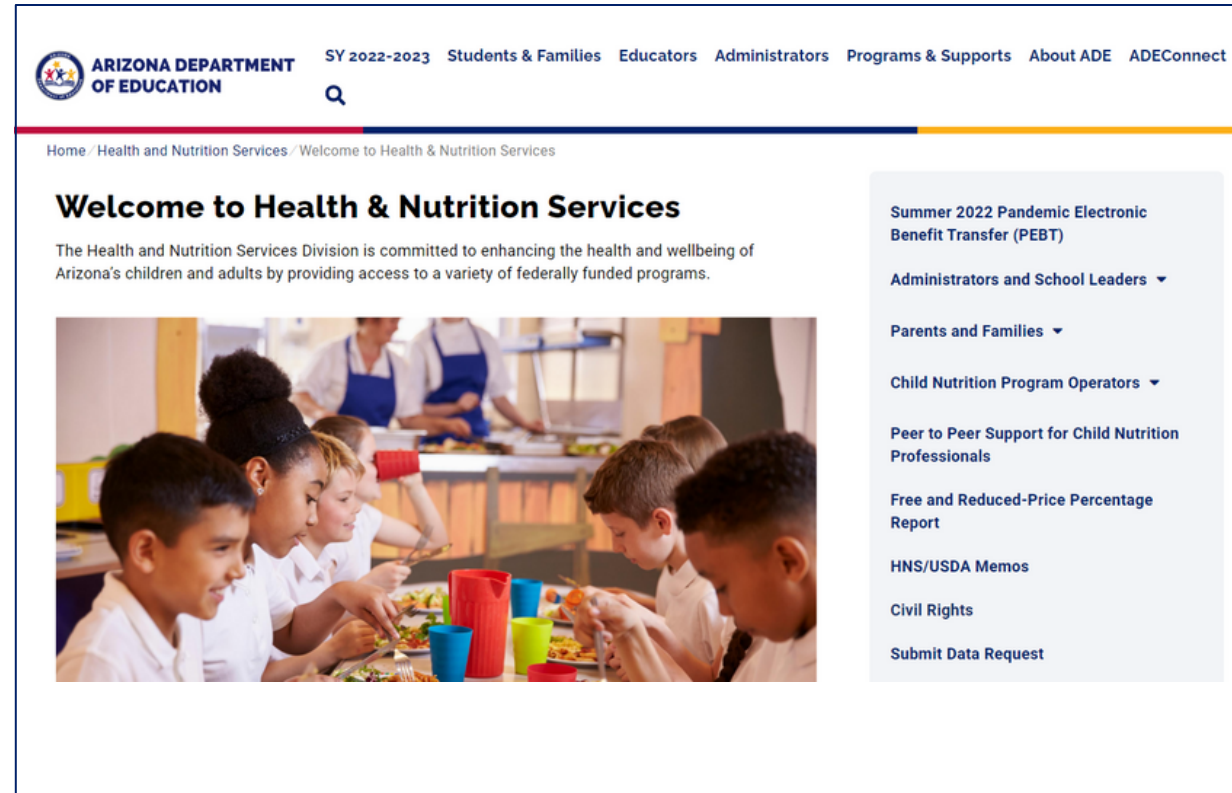 ARIZONA DEPARTMENT
OF EDUCATION
SY 2022-2023 Students & Families Educators Administrators Programs & Supports About ADE ADEConnect
Home / Health and Nutrition Services / Welcome to Health & Nutrition Services
Welcome to Health & Nutrition Services
The Health and Nutrition Services Division is committed to enhancing the health and wellbeing of
Arizona's children and adults by providing access to a variety of federally funded programs.
Summer 2022 Pandemic Electronic
Benefit Transfer (PEBT)
Administrators and School Leaders
Parents and Families
Child Nutrition Program Operators
Peer to Peer Support for Child Nutrition
Professionals
Free and Reduced-Price Percentage
Report
HNS/USDA Memos
Civil Rights
Submit Data Request